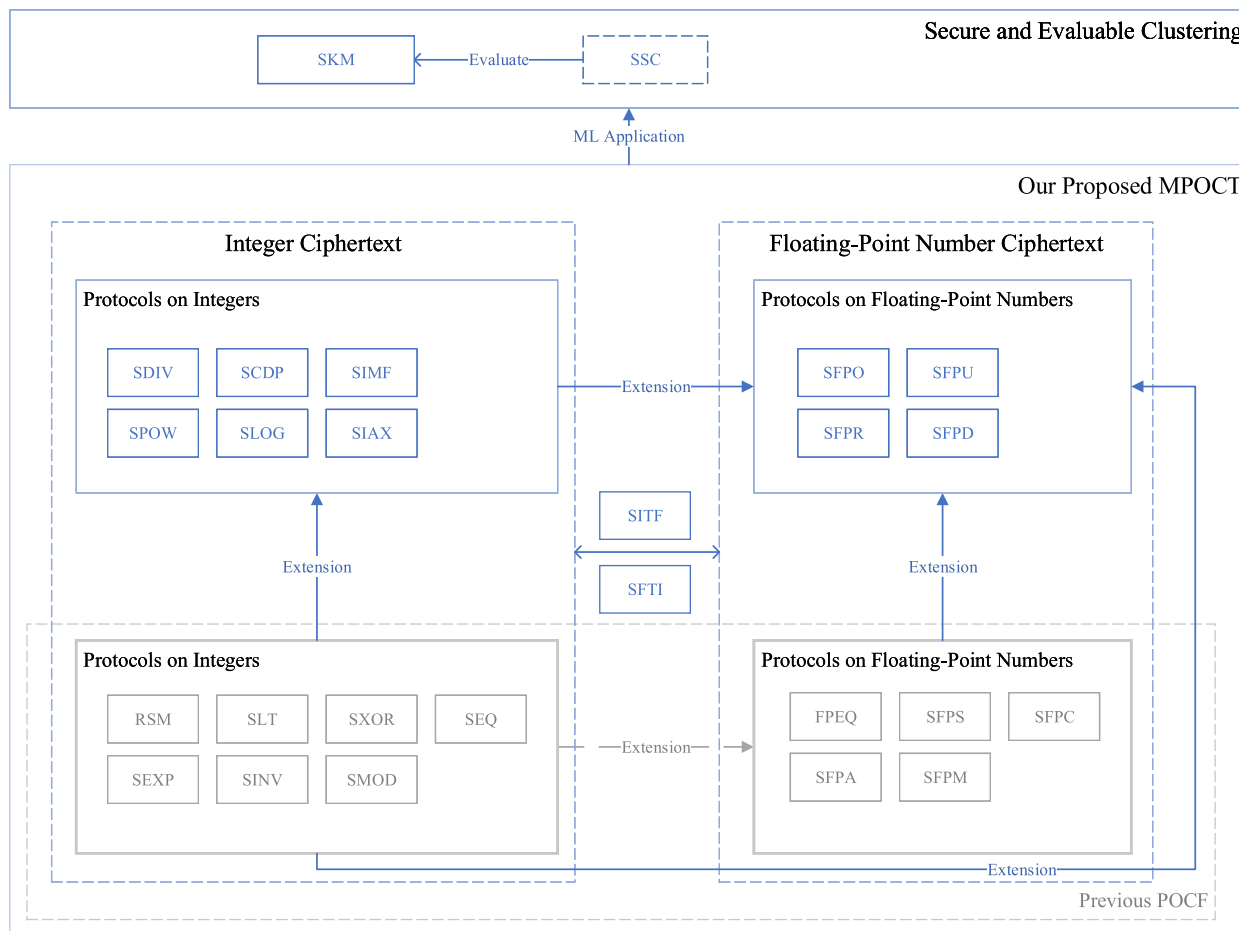 Secure and Evaluable Clustering
SKM
Evaluate
SSC
ML Application
Our Proposed MPOCT
Integer Ciphertext
Floating-Point Number Ciphertext
Protocols on Integers
Protocols on Floating-Point Numbers
SDIV SCDP SIMF
SFPO SFPU
Extension
SPOW SLOG SIAX
SFPR SFPD
SITF
Extension
Extension
SFTI
Protocols on Integers
Protocols on Floating-Point Numbers
RSM SLT SXOR SEQ
FPEQ SFPS SFPC
Extension
SEXP SINV SMOD
SFPA SFPM
Extension
Previous POCF